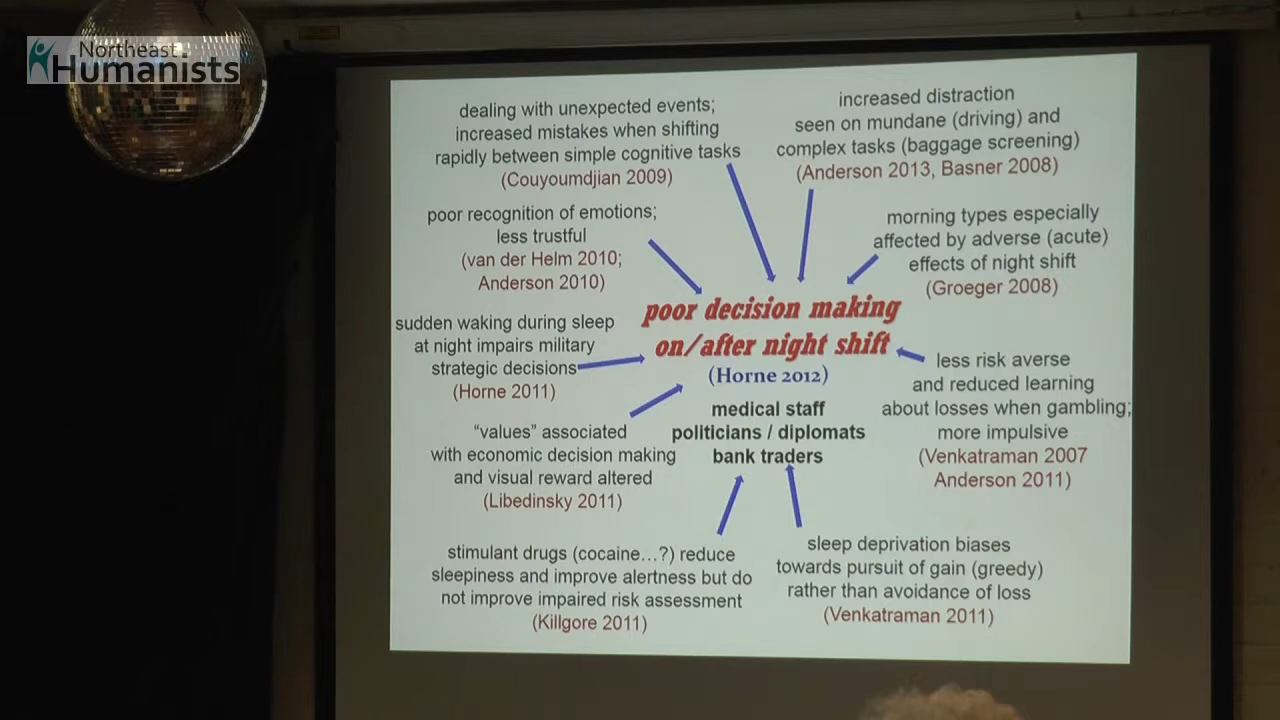 Northeast
Humanists
dealing with unexpected events;
increased mistakes when shifting
rapidly between simple cognitive tasks
(Couyoumdjian 2009)
increased distraction
seen on mundane (driving) and
complex tasks (baggage screening)
(Anderson 2013, Basner 2008)
poor recognition of emotions;
less trustful
(van der Helm 2010;
Anderson 2010)
morning types especially
affected by adverse (acute)
effects of night shift
(Groeger 2008)
poor decision making
on/after night shift
(Horne 2012)
medical staff
politicians / diplomats
bank traders
sudden waking during sleep
at night impairs military
strategic decisions
(Horne 2011)
less risk averse
and reduced learning
about losses when gambling;
more impulsive
(Venkatraman 2007
Anderson 2011)
“values” associated
with economic decision making
and visual reward altered
(Libedinsky 2011)
stimulant drugs (cocaine...?) reduce
sleepiness and improve alertness but do
not improve impaired risk assessment
(Killgore 2011)
sleep deprivation biases
towards pursuit of gain (greedy)
rather than avoidance of loss
(Venkatraman 2011)